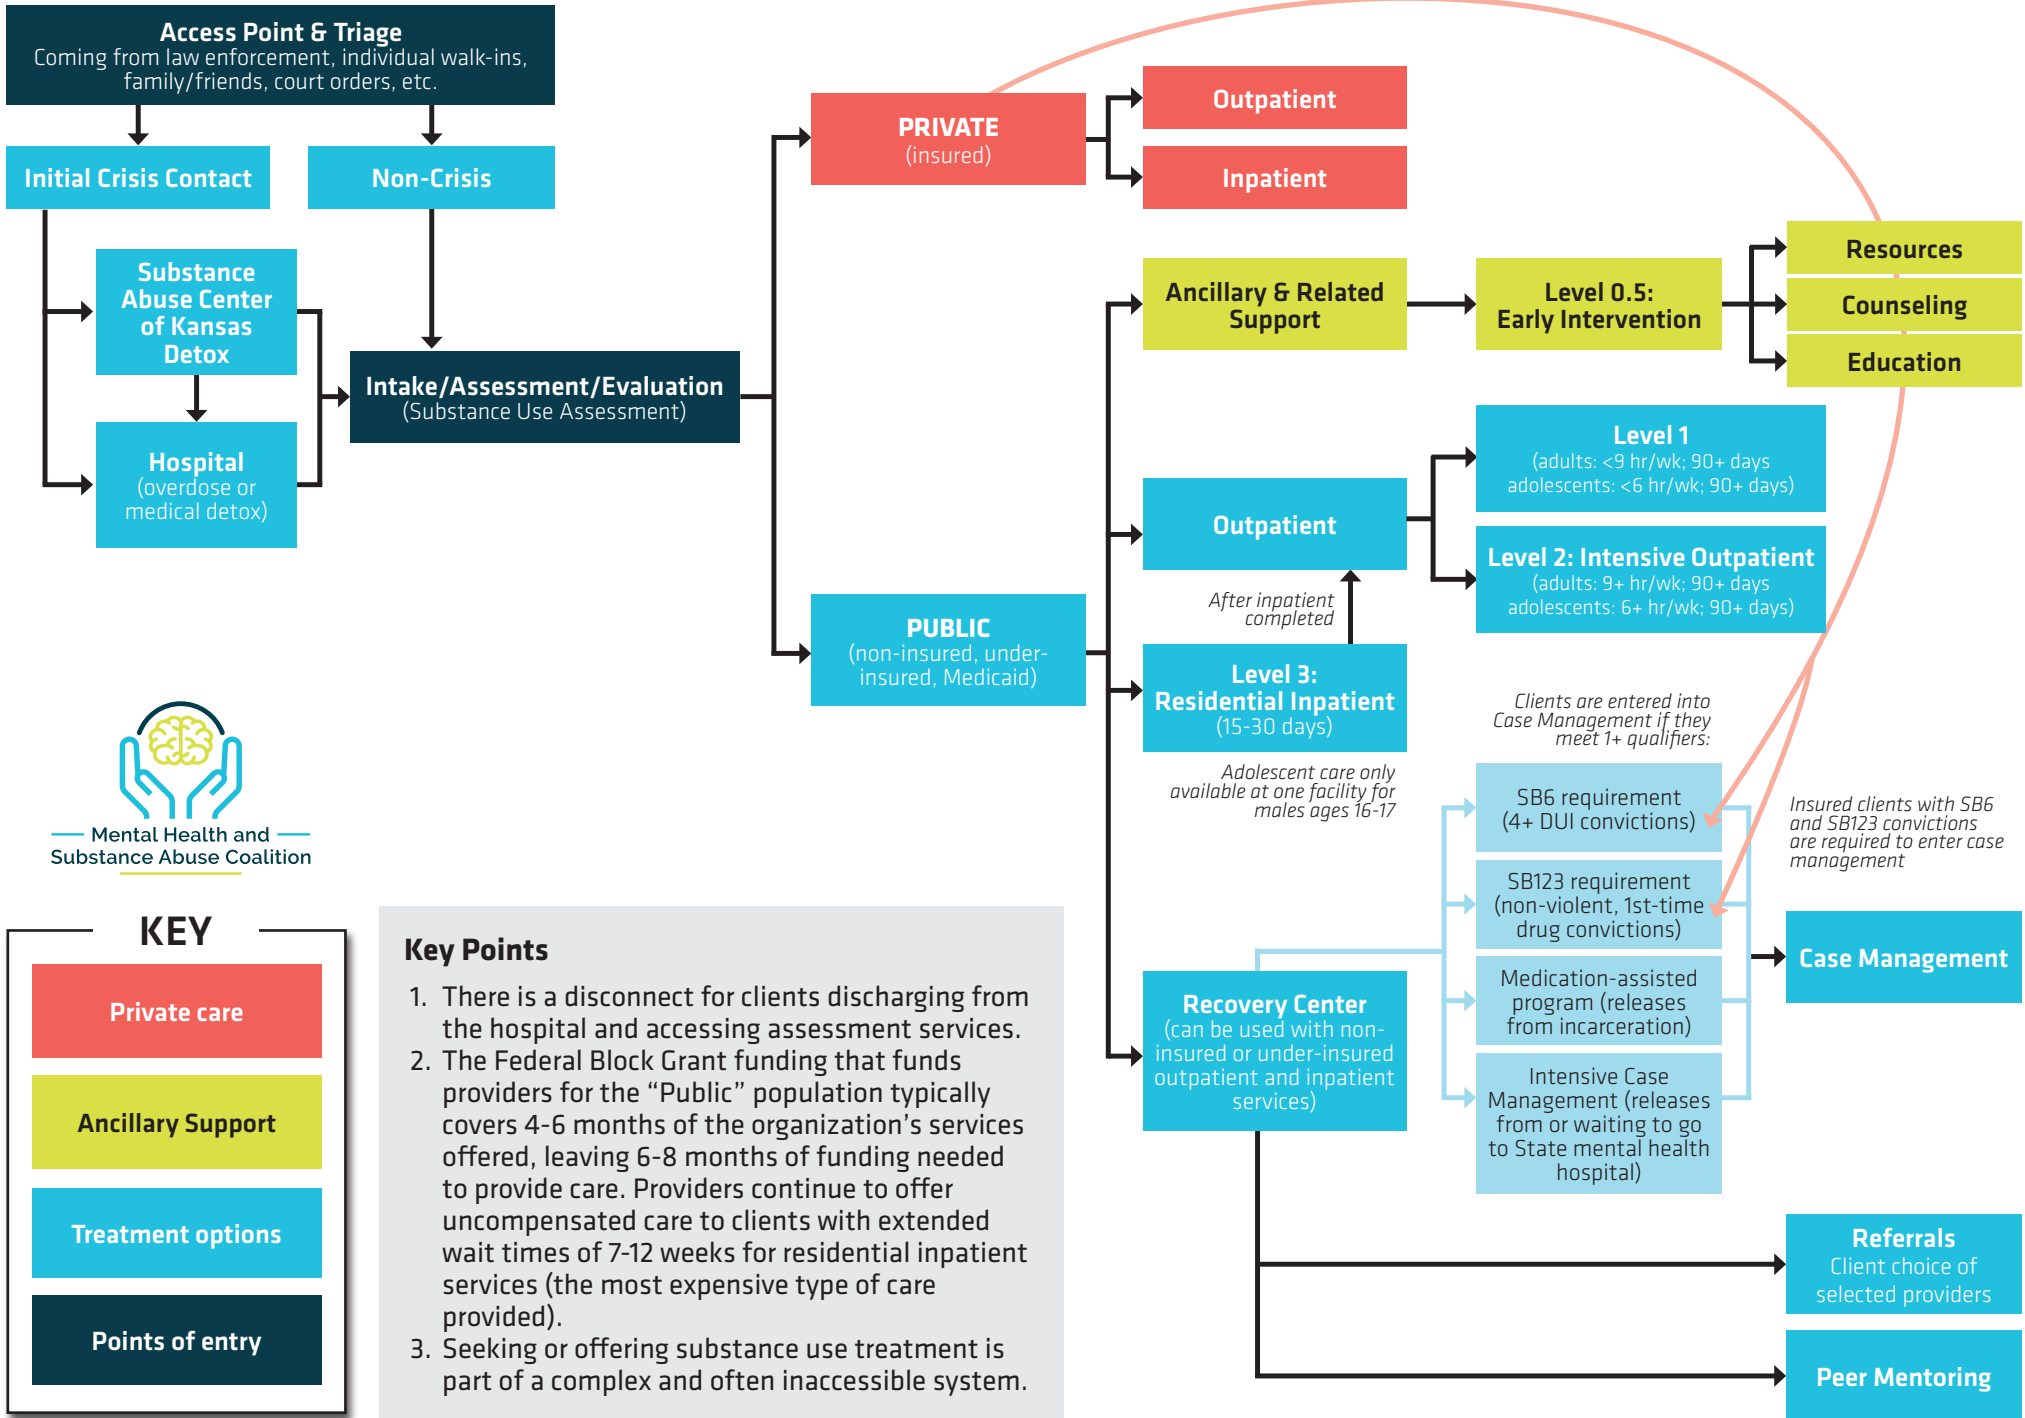 Access Point & Triage
Coming from law enforcement, individual walk-ins,
family/friends, court orders, etc.
Initial Crisis Contact
Non-Crisis
Substance
Abuse Center
of Kansas
Detox
Hospital
(overdose or
medical detox)
Intake/Assessment/Evaluation
(Substance Use Assessment)
PRIVATE
(insured)
Outpatient
Inpatient
PUBLIC
(non-insured, under-
insured, Medicaid)
Ancillary & Related
Support
Level 0.5:
Early Intervention
Resources
Counseling
Education
Outpatient
Level 1
(adults: <9 hr/wk; 90+ days
adolescents: <6 hr/wk; 90+ days)
Level 2: Intensive Outpatient
(adults: 9+ hr/wk; 90+ days
adolescents: 6+ hr/wk; 90+ days)
After inpatient
completed
Level 3:
Residential Inpatient
(15-30 days)
Adolescent care only
available at one facility for
males ages 16-17
Clients are entered into
Case Management if they
meet 1+ qualifiers:
SB6 requirement
(4+ DUI convictions)
SB123 requirement
(non-violent, 1st-time
drug convictions)
Medication-assisted
program (releases
from incarceration)
Intensive Case
Management (releases
from or waiting to go
to State mental health
hospital)
Insured clients with SB6
and SB123 convictions
are required to enter case
management
Case Management
Recovery Center
(can be used with non-
insured or under-insured
outpatient and inpatient
services)
Referrals
Client choice of
selected providers
Peer Mentoring
Mental Health and
Substance Abuse Coalition
KEY
Private care
Ancillary Support
Treatment options
Points of entry
Key Points
1. There is a disconnect for clients discharging from
the hospital and accessing assessment services.
2. The Federal Block Grant funding that funds
providers for the “Public” population typically
covers 4-6 months of the organization’s services
offered, leaving 6-8 months of funding needed
to provide care. Providers continue to offer
uncompensated care to clients with extended
wait times of 7-12 weeks for residential inpatient
services (the most expensive type of care
provided).
3. Seeking or offering substance use treatment is
part of a complex and often inaccessible system.